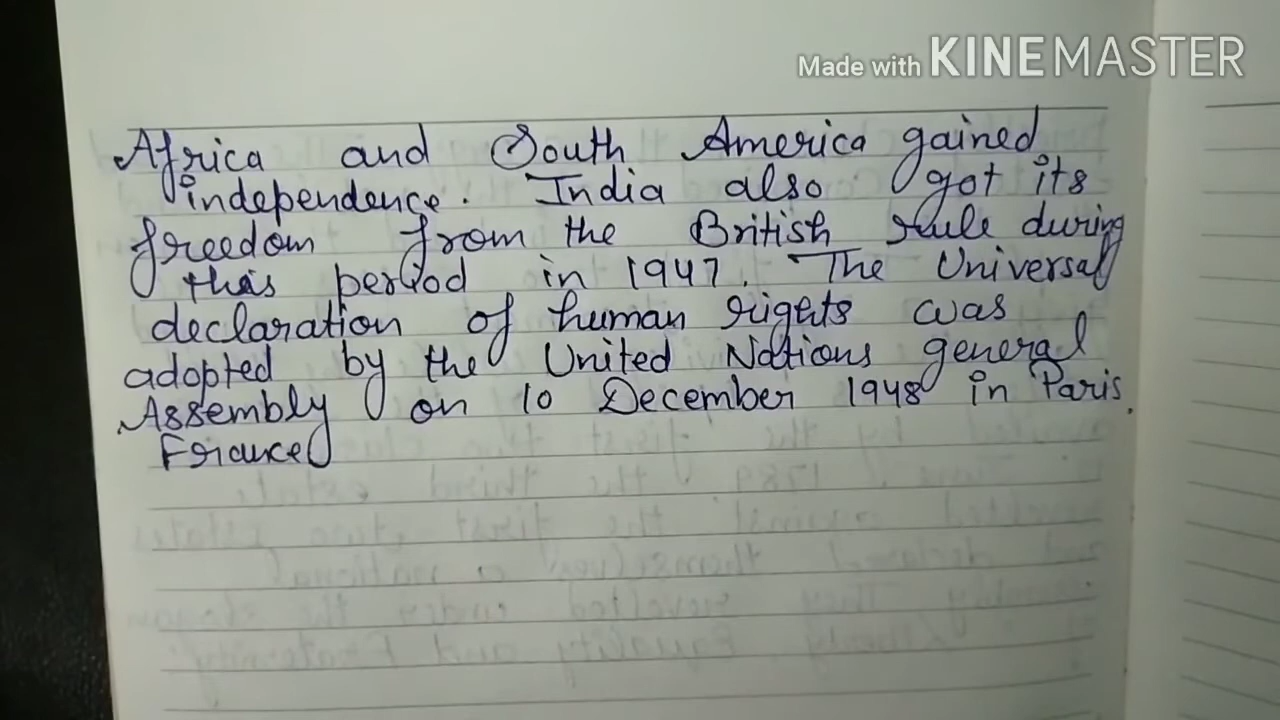 Made with KINEMASTER
Africa and South America gained
independence. India also got its
freedom from the British rule during
this period in 1947. The Universal
declaration of human rights was
adopted by the United Nations general
Assembly on 10 December 1948 in Paris.
France